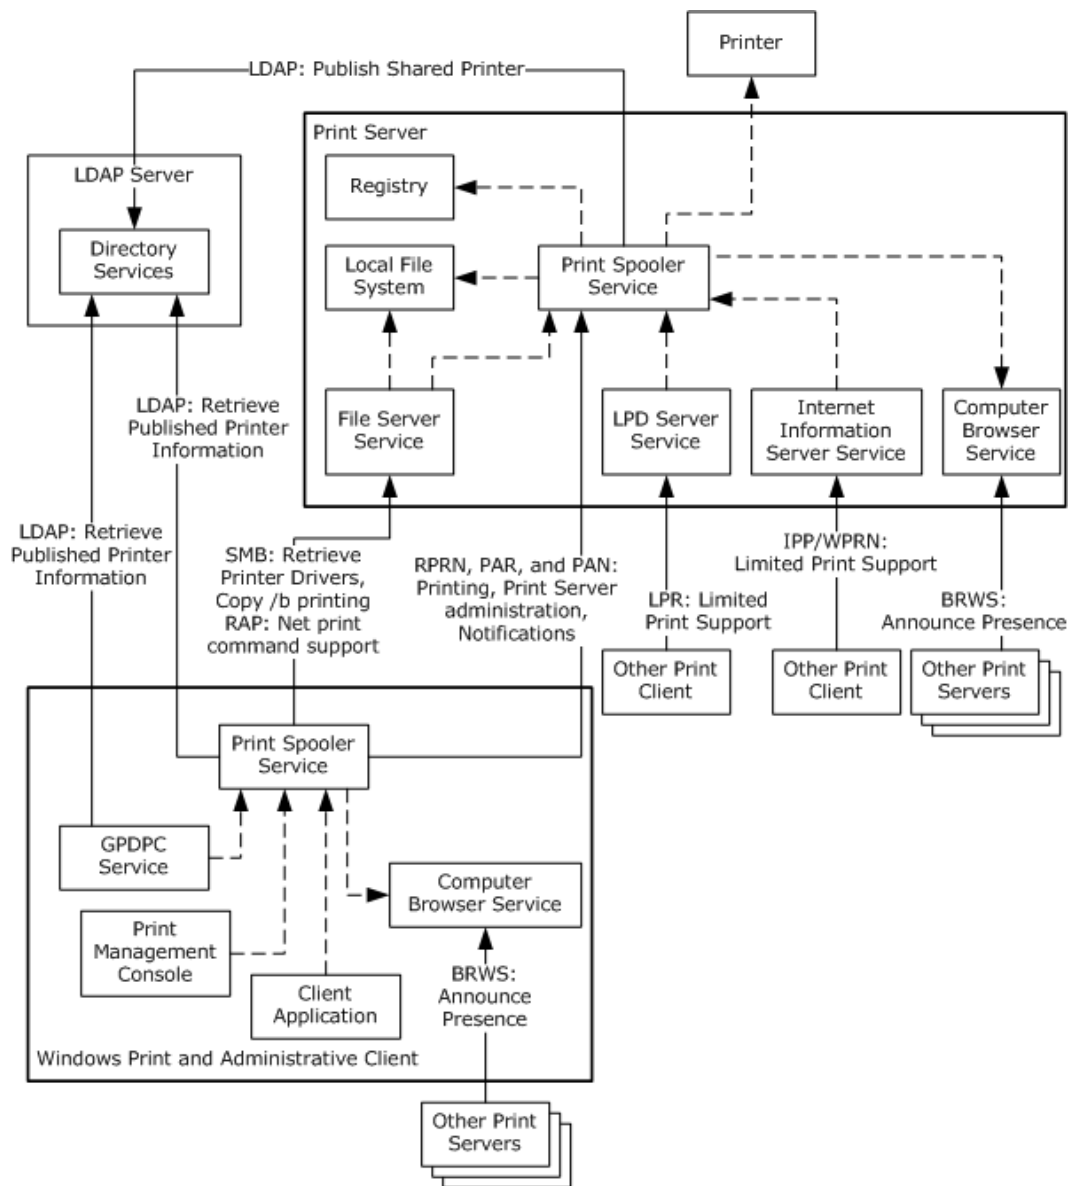 Printer
LDAP: Publish Shared Printer
Print Server
LDAP Server
Registry
Directory
Services
Local File
System
Print Spooler
Service
File Server
Service
LPD Server
Service
Internet
Information
Server Service
Computer
Browser
Service
LDAP: Retrieve
Published Printer
Information
LDAP: Retrieve
Published Printer
Information
SMB: Retrieve
Printer Drivers,
Copy /b printing
RAP: Net print
command support
RPRN, PAR, and PAN:
Printing, Print Server
administration,
Notifications
LPR: Limited
Print Support
IPP/WPRN:
Limited Print Support
BRWS:
Announce Presence
Other Print
Client
Other Print
Client
Other Print
Servers
Print Spooler
Service
GPDPC
Service
Computer
Browser Service
Print
Management
Console
Client
Application
BRWS:
Announce
Presence
Windows Print and Administrative Client
Other Print
Servers